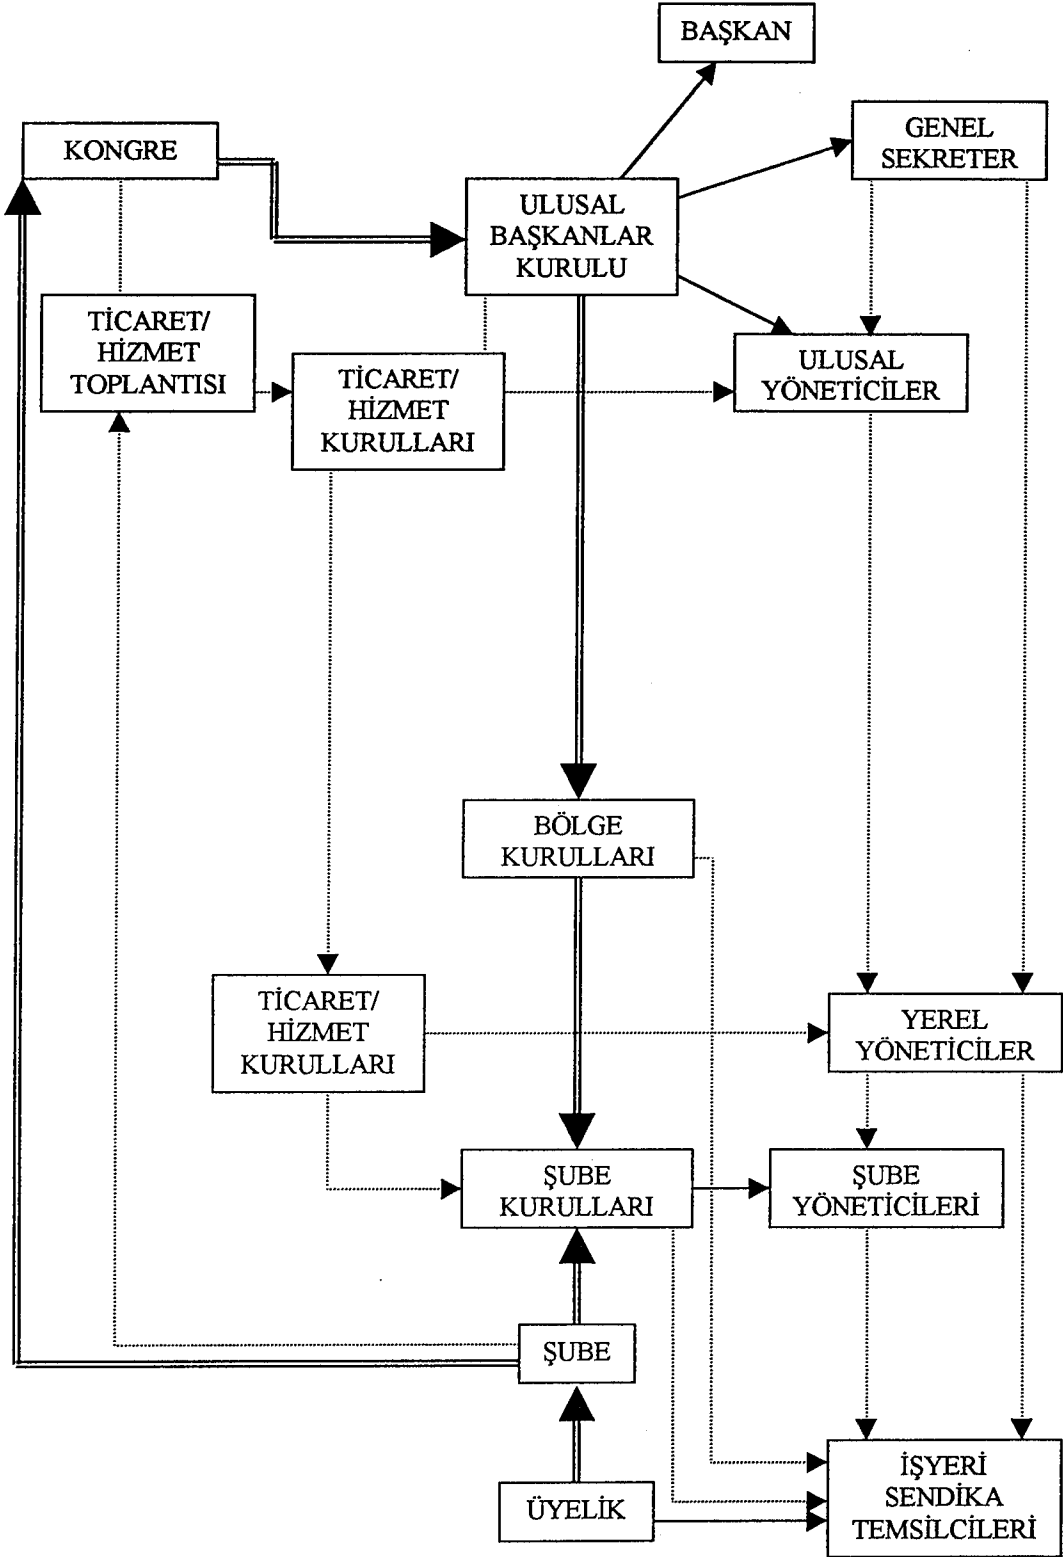 BAŞKAN
KONGRE
GENEL
SEKRETER
ULUSAL
BAŞKANLAR
KURULU
TİCARET/
HİZMET
TOPLANTISI
TİCARET/
HİZMET
KURULLARI
ULUSAL
YÖNETİCİLER
BÖLGE
KURULLARI
TİCARET/
HİZMET
KURULLARI
YEREL
YÖNETİCİLER
ŞUBE
KURULLARI
ŞUBE
YÖNETİCİLERİ
ŞUBE
ÜYELİK
İŞYERİ
SENDİKA
TEMSİLCİLERİ